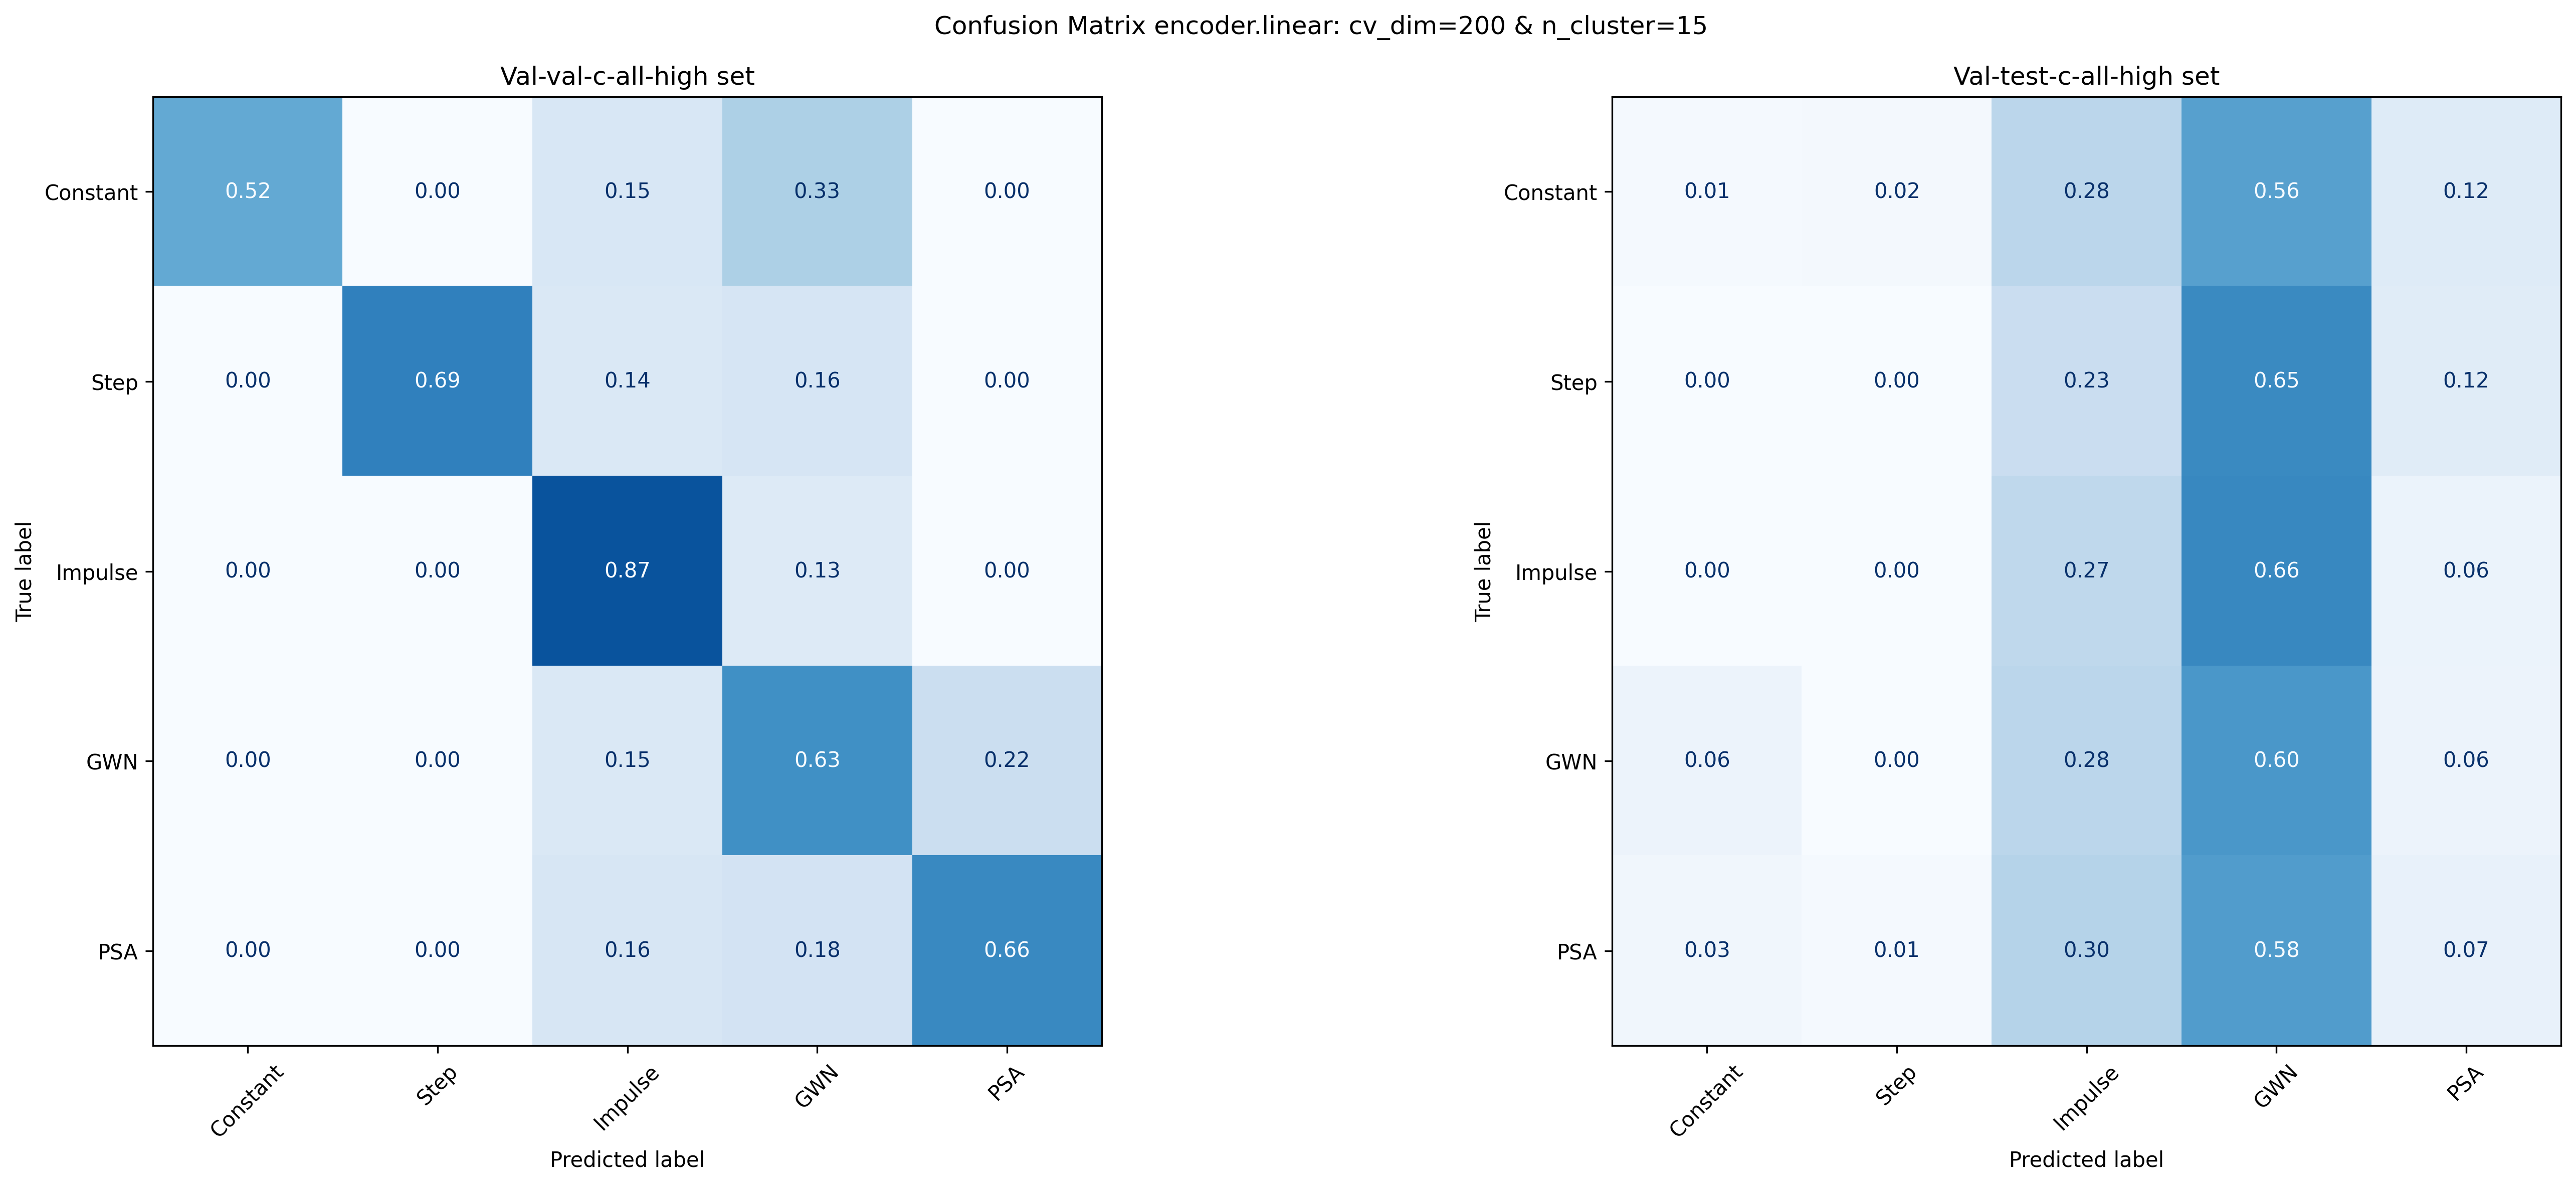 Confusion Matrix encoder.linear: cv_dim=200 & n_cluster=15
Val-val-c-all-high set
True label
Constant 0.52 0.00 0.15 0.33 0.00
Step 0.00 0.69 0.14 0.16 0.00
Impulse 0.00 0.00 0.87 0.13 0.00
GWN 0.00 0.00 0.15 0.63 0.22
PSA 0.00 0.00 0.16 0.18 0.66
Constant Step Impulse GWN PSA
Predicted label
Val-test-c-all-high set
True label
Constant 0.01 0.02 0.28 0.56 0.12
Step 0.00 0.00 0.23 0.65 0.12
Impulse 0.00 0.00 0.27 0.66 0.06
GWN 0.06 0.00 0.28 0.60 0.06
PSA 0.03 0.01 0.30 0.58 0.07
Constant Step Impulse GWN PSA
Predicted label